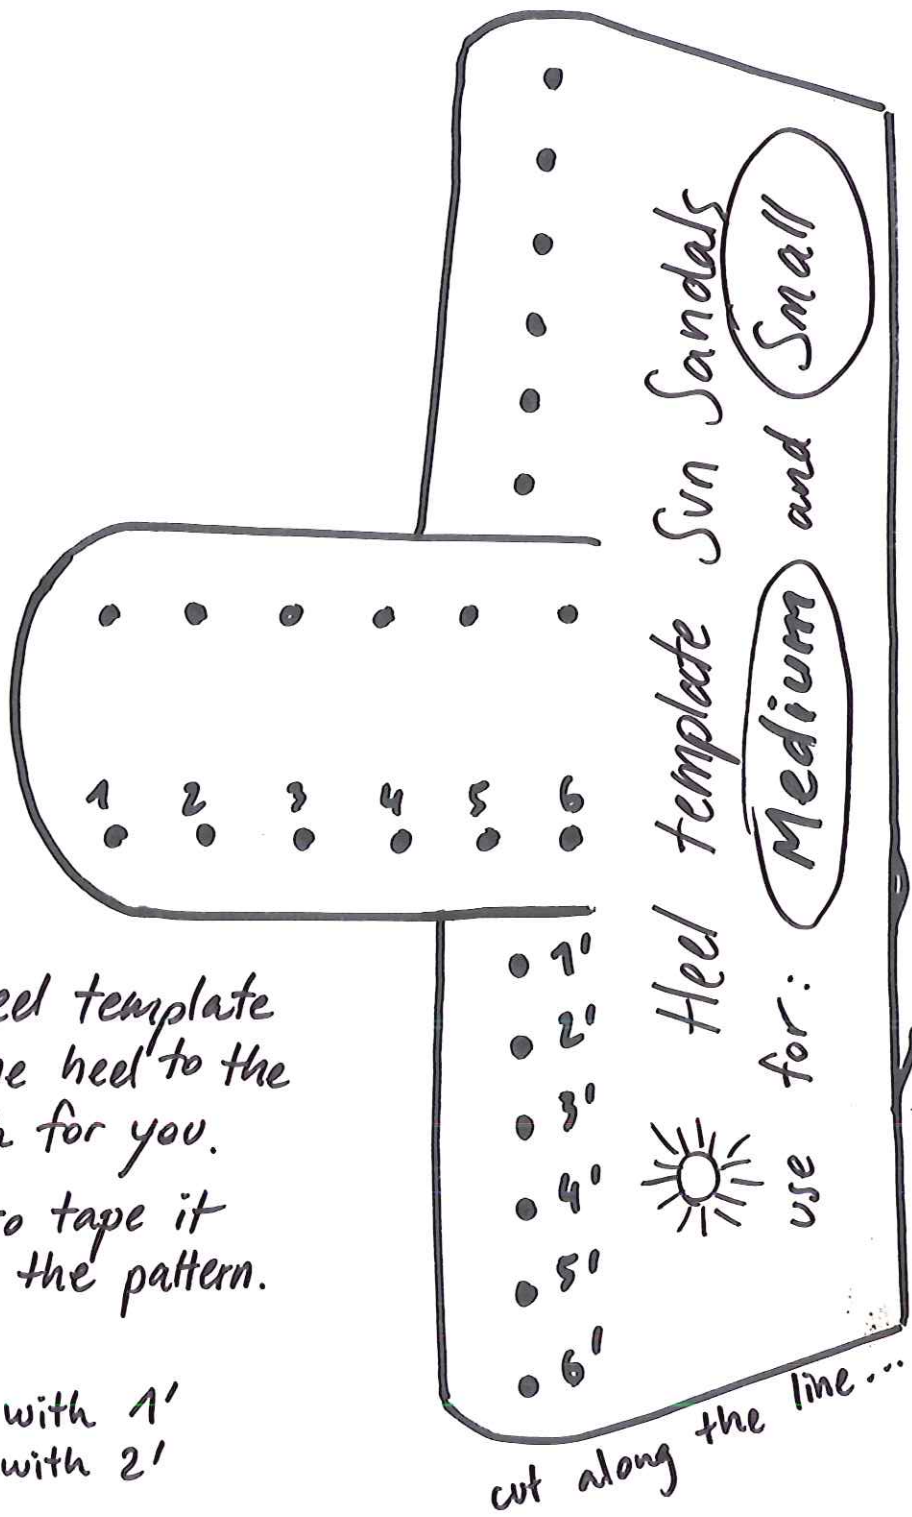 Heel template Sun Sandals
use for: Medium and Small
1 2 3 4 5 6
1'
2'
3'
4'
5'
6'
template
heel to the
for you.
tape it
the pattern.
with 1'
with 2'
cut along the line...